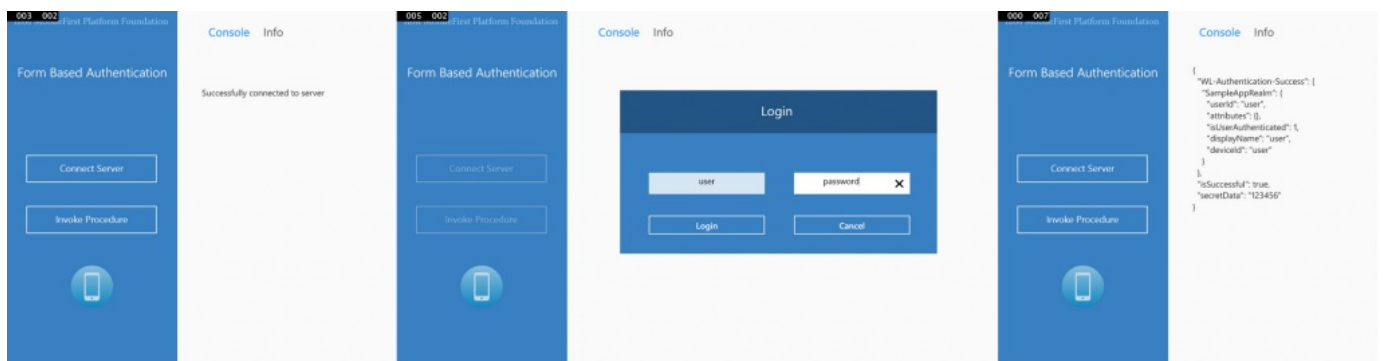 003 002
First Platform Foundation
Form Based Authentication
Connect Server
Invoke Procedure
Console Info
Successfully connected to server
005 002
First Platform Foundation
Form Based Authentication
Connect Server
Invoke Procedure
Console Info
Login
user password
Login Cancel
000 007
First Platform Foundation
Form Based Authentication
Connect Server
Invoke Procedure
Console Info
{
"WL-Authentication-Success": {
"SampleAppRealm": {
"userId": "user",
"attributes": {},
"isUserAuthenticated": 1,
"displayName": "user",
"deviceId": "user"
}
},
"isSuccessful": true,
"secretData": "123456"
}